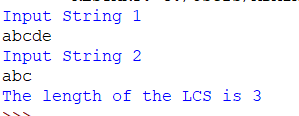 Input String 1
abcde
Input String 2
abc
The length of the LCS is 3
>>>